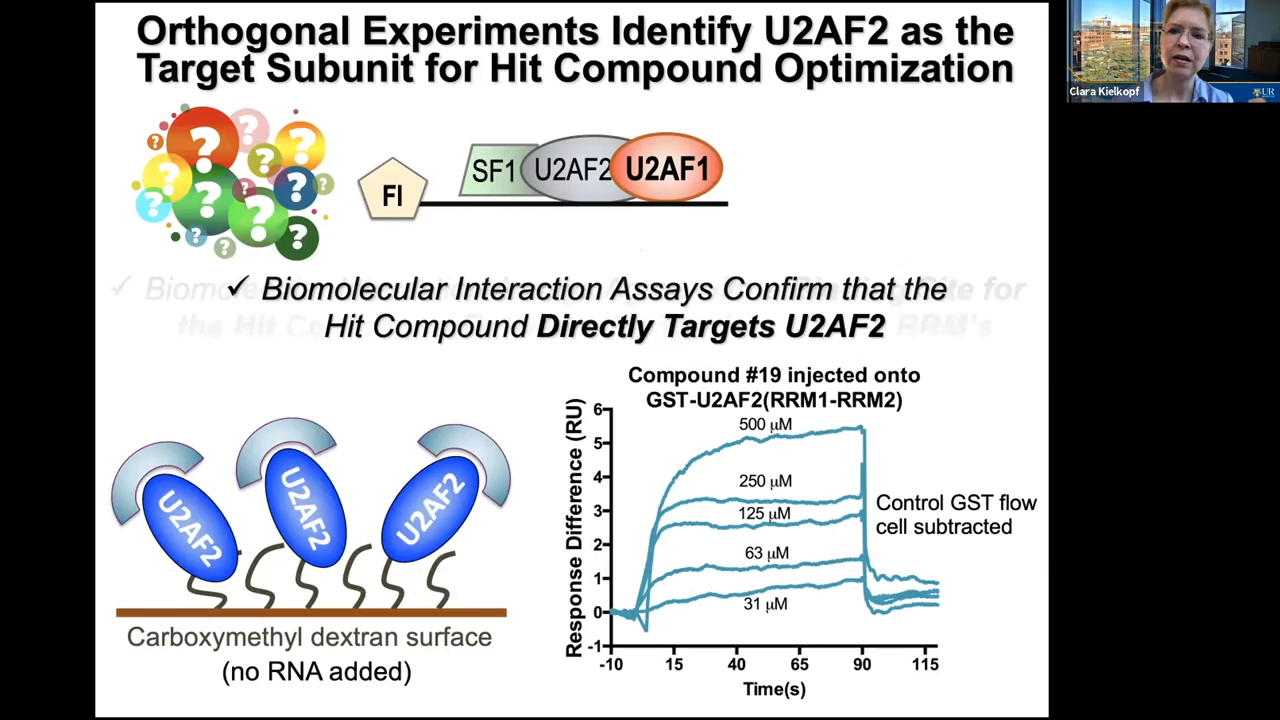 Orthogonal Experiments Identify U2AF2 as the
Target Subunit for Hit Compound Optimization
Clara Kielkopf
UR
? ? ? ? ? ? ? ? ? ? ? ? ?
FI
SF1 U2AF2 U2AF1
✓ Biomolecular Interaction Assays Confirm that the
Hit Compound Directly Targets U2AF2
Compound #19 injected onto
GST-U2AF2(RRM1-RRM2)
U2AF2 U2AF2 U2AF2
Carboxymethyl dextran surface
(no RNA added)
Response Difference (RU)
6
5
4
3
2
1
0
-1
500 µM
250 µM
125 µM
63 µM
31 µM
Control GST flow
cell subtracted
-10 15 40 65 90 115
Time(s)